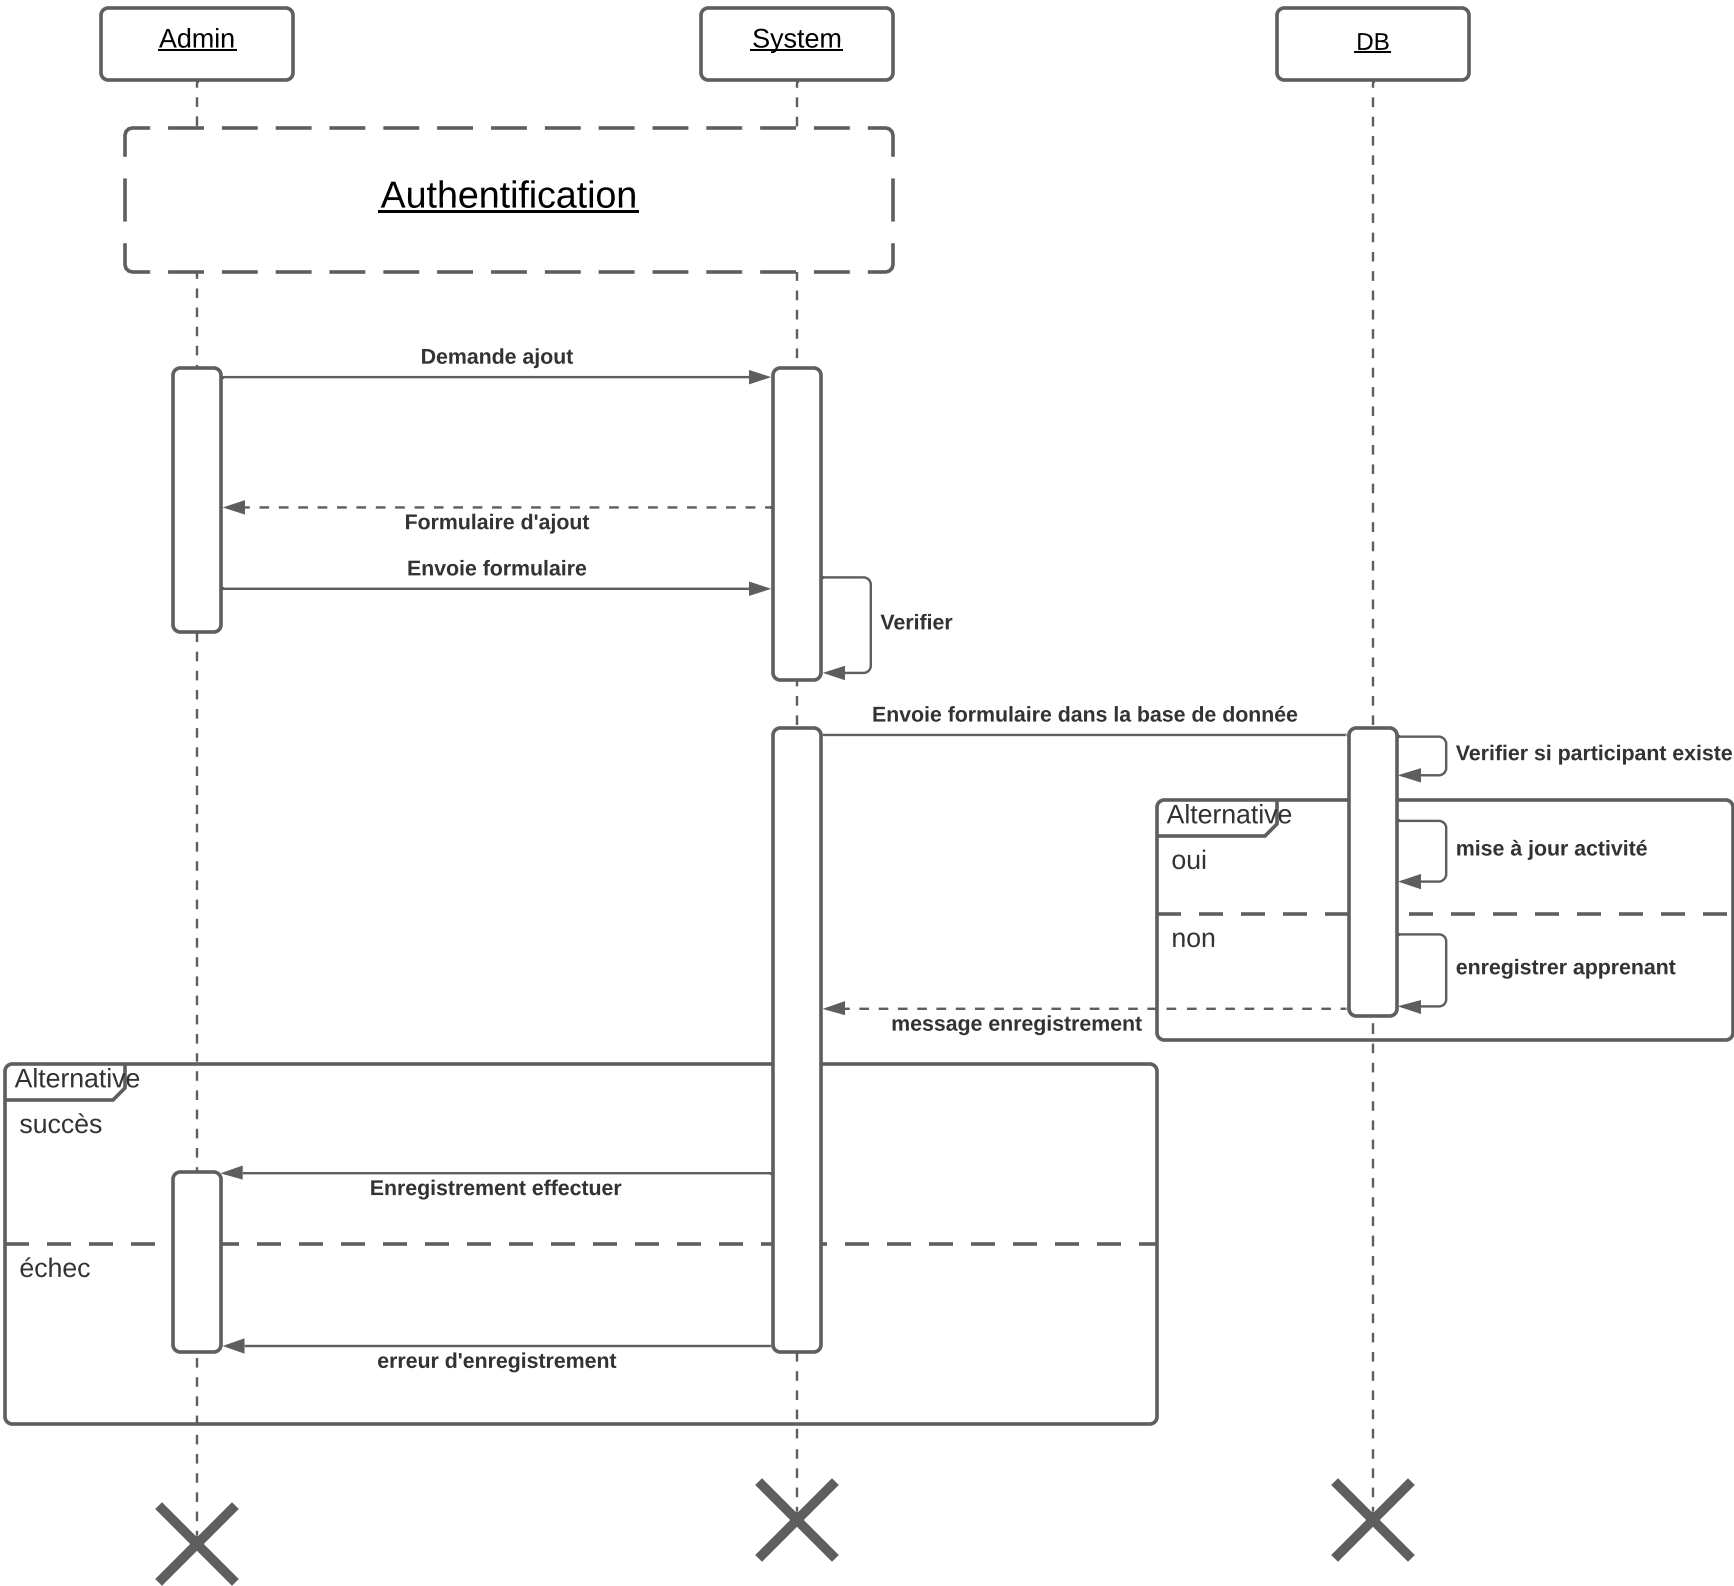 Admin
System
DB
Authentification
Demande ajout
Formulaire d'ajout
Envoie formulaire
Verifier
Envoie formulaire dans la base de donnée
Verifier si participant existe
Alternative
oui
mise à jour activité
non
enregistrer apprenant
message enregistrement
Alternative
succès
Enregistrement effectuer
échec
erreur d'enregistrement